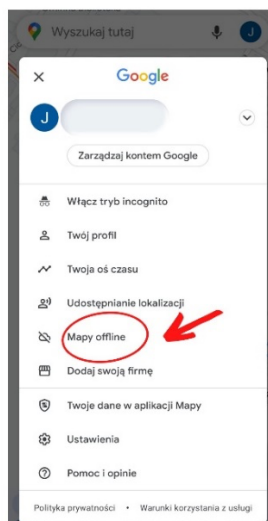 Wyszukaj tutaj
J
Google
J
Zarządzaj kontem Google
Włącz tryb incognito
Twój profil
Twoja oś czasu
Udostępnianie lokalizacji
Mapy offline
Dodaj swoją firmę
Twoje dane w aplikacji Mapy
Ustawienia
Pomoc i opinie
Polityka prywatności • Warunki korzystania z usługi